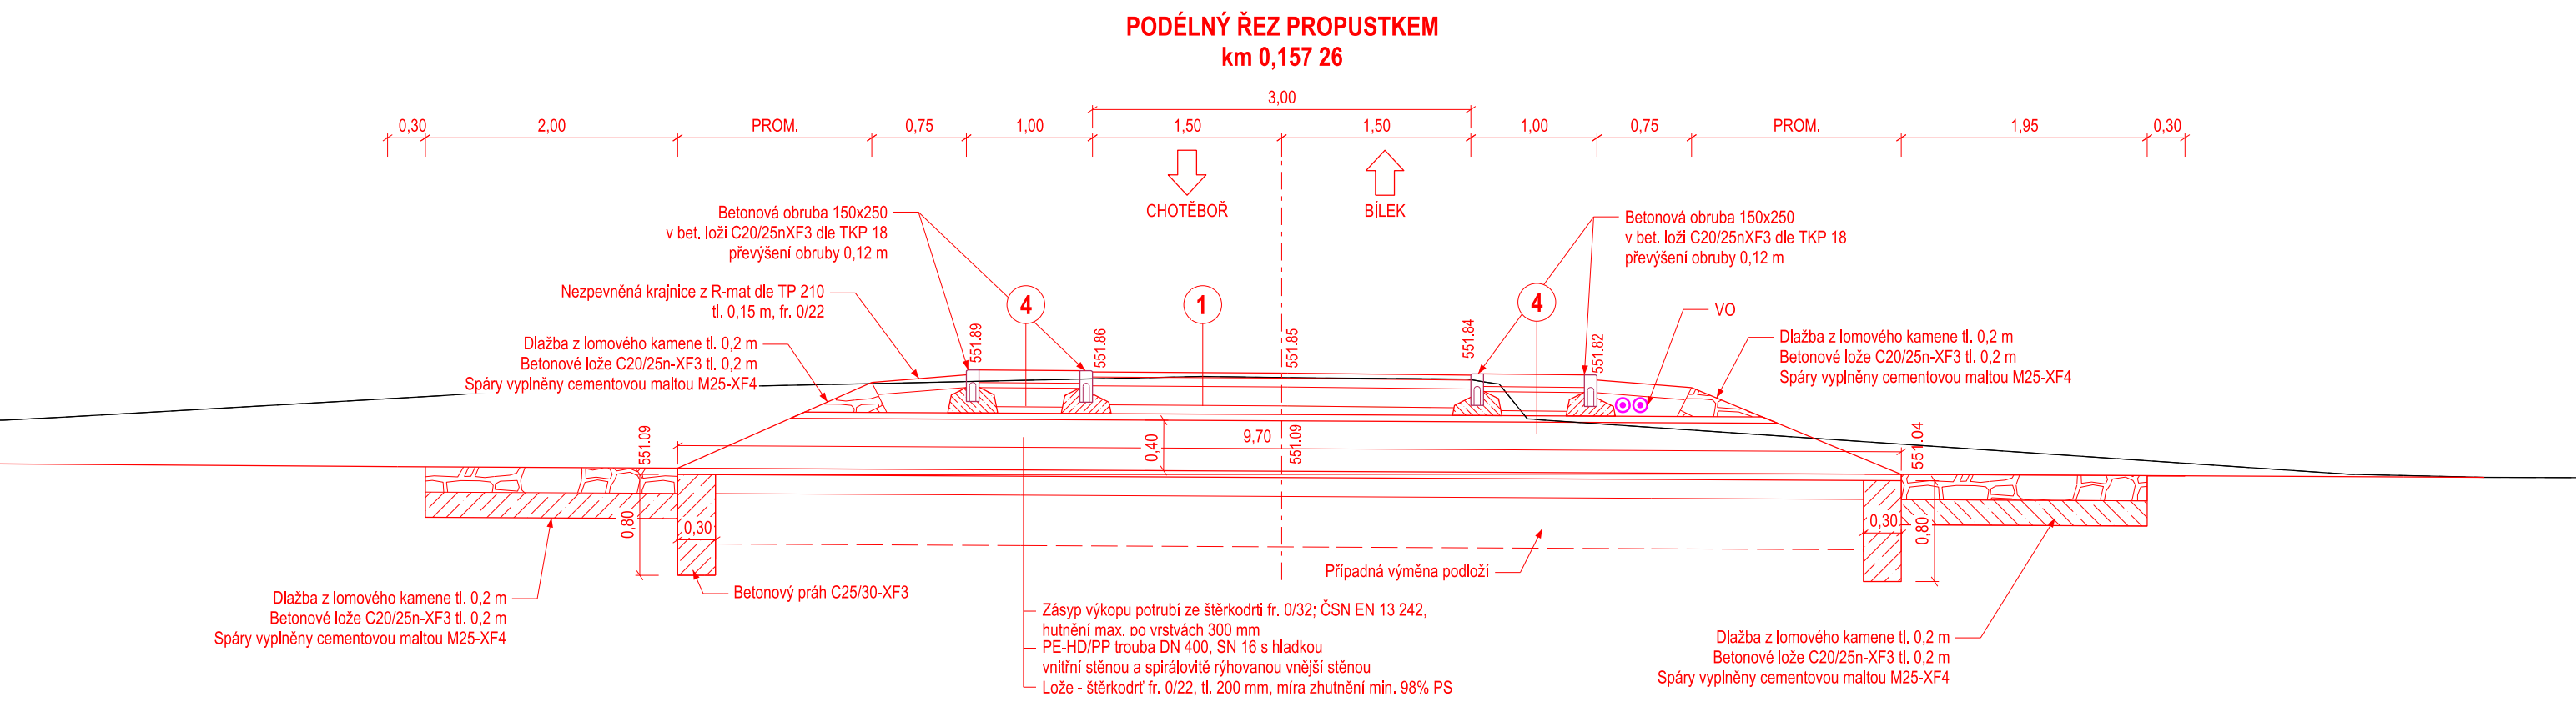 PODÉLNÝ ŘEZ PROPUSTKEM
km 0,157 26
3,00
0,30 2,00 PROM. 0,75 1,00 1,50 1,50 1,00 0,75 PROM. 1,95 0,30
CHOTĚBOŘ
BÍLEK
Betonová obruba 150x250
v bet. loži C20/25nXF3 dle TKP 18
převýšení obruby 0,12 m
Betonová obruba 150x250
v bet. loži C20/25nXF3 dle TKP 18
převýšení obruby 0,12 m
Nezpevněná krajnice z R-mat dle TP 210
tl. 0,15 m, fr. 0/22
4
1
4
VO
Dlažba z lomového kamene tl. 0,2 m
Betonové lože C20/25n-XF3 tl. 0,2 m
Spáry vyplněny cementovou maltou M25-XF4
551.89
551.86
551.85
551.84
551.82
Dlažba z lomového kamene tl. 0,2 m
Betonové lože C20/25n-XF3 tl. 0,2 m
Spáry vyplněny cementovou maltou M25-XF4
551.09
0,40
9,70
551.09
551.04
0,80
0,30
0,30
0,80
Případná výměna podloží
Betonový práh C25/30-XF3
Dlažba z lomového kamene tl. 0,2 m
Betonové lože C20/25n-XF3 tl. 0,2 m
Spáry vyplněny cementovou maltou M25-XF4
Zásyp výkopu potrubí ze štěrkodrti fr. 0/32; ČSN EN 13 242,
hutnění max. po vrstvách 300 mm
PE-HD/PP trouba DN 400, SN 16 s hladkou
vnitřní stěnou a spirálovitě rýhovanou vnější stěnou
Lože - štěrkodrť fr. 0/22, tl. 200 mm, míra zhutnění min. 98% PS
Dlažba z lomového kamene tl. 0,2 m
Betonové lože C20/25n-XF3 tl. 0,2 m
Spáry vyplněny cementovou maltou M25-XF4